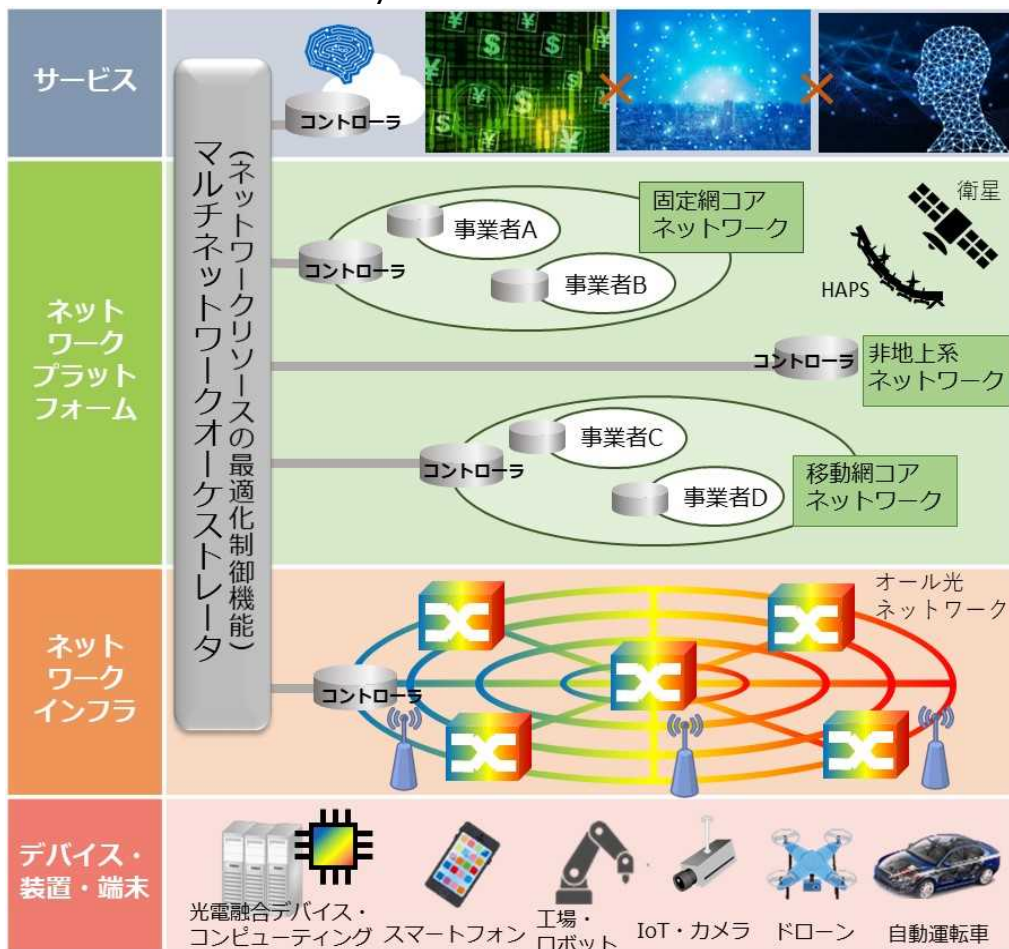 サービス
コントローラ
マルチネットワークオーケストレータ
(ネットワークリソースの最適化制御機能)
ネット
ワーク
プラット
フォーム
コントローラ
事業者A
事業者B
固定網コア
ネットワーク
衛星
HAPS
コントローラ
非地上系
ネットワーク
コントローラ
事業者C
事業者D
移動網コア
ネットワーク
ネット
ワーク
インフラ
コントローラ
オール光
ネットワーク
デバイス・
装置・端末
光電融合デバイス・
コンピューティング
スマートフォン
工場・
ロボット
IoT・カメラ
ドローン
自動運転車